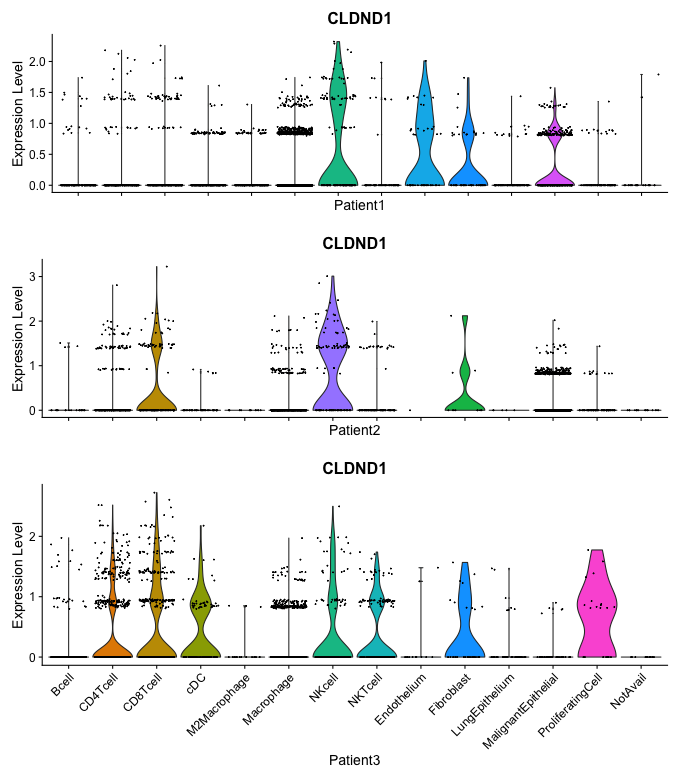 CLDND1
Expression Level
2.0
1.5
1.0
0.5
0.0
Patient1
CLDND1
Expression Level
3
2
1
0
Patient2
CLDND1
Expression Level
2
1
0
Bcell
CD4Tcell
CD8Tcell
cDC
M2Macrophage
Macrophage
NKcell
NKTcell
Endothelium
Fibroblast
LungEpithelium
MalignantEpithelial
ProliferatingCell
NotAvail
Patient3